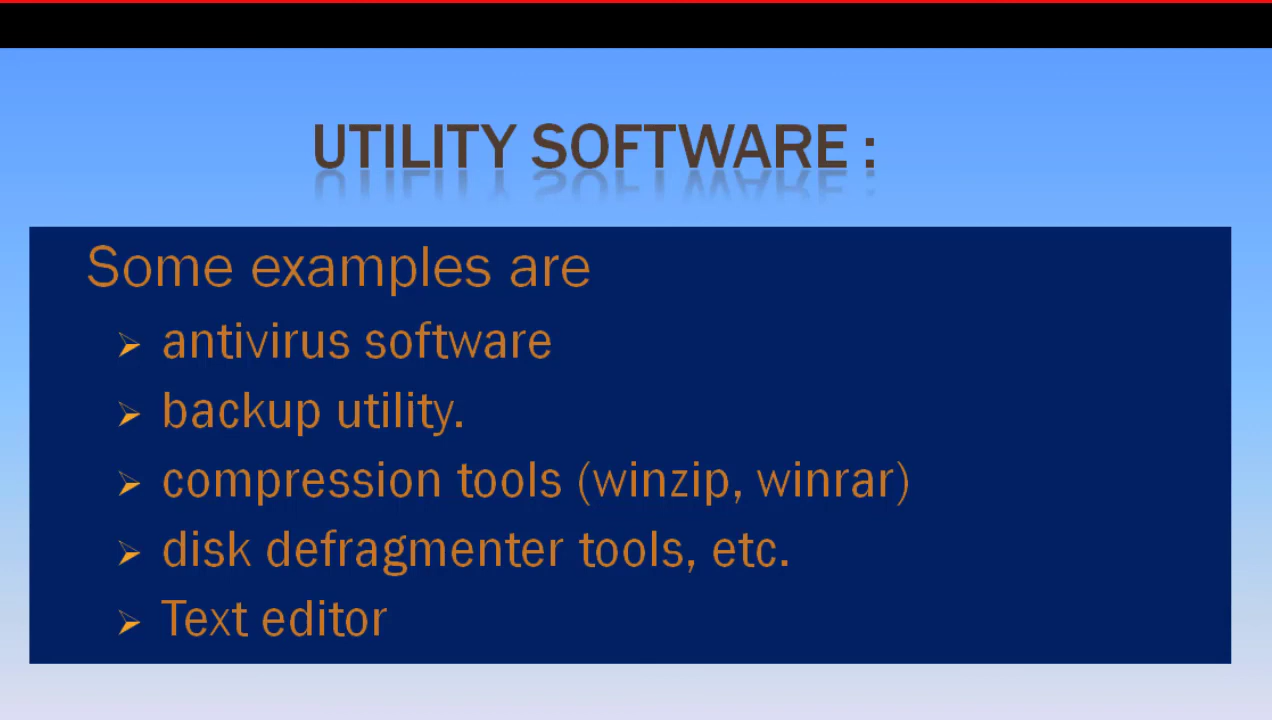 UTILITY SOFTWARE :
Some examples are
➢ antivirus software
➢ backup utility.
➢ compression tools (winzip, winrar)
➢ disk defragmenter tools, etc.
➢ Text editor